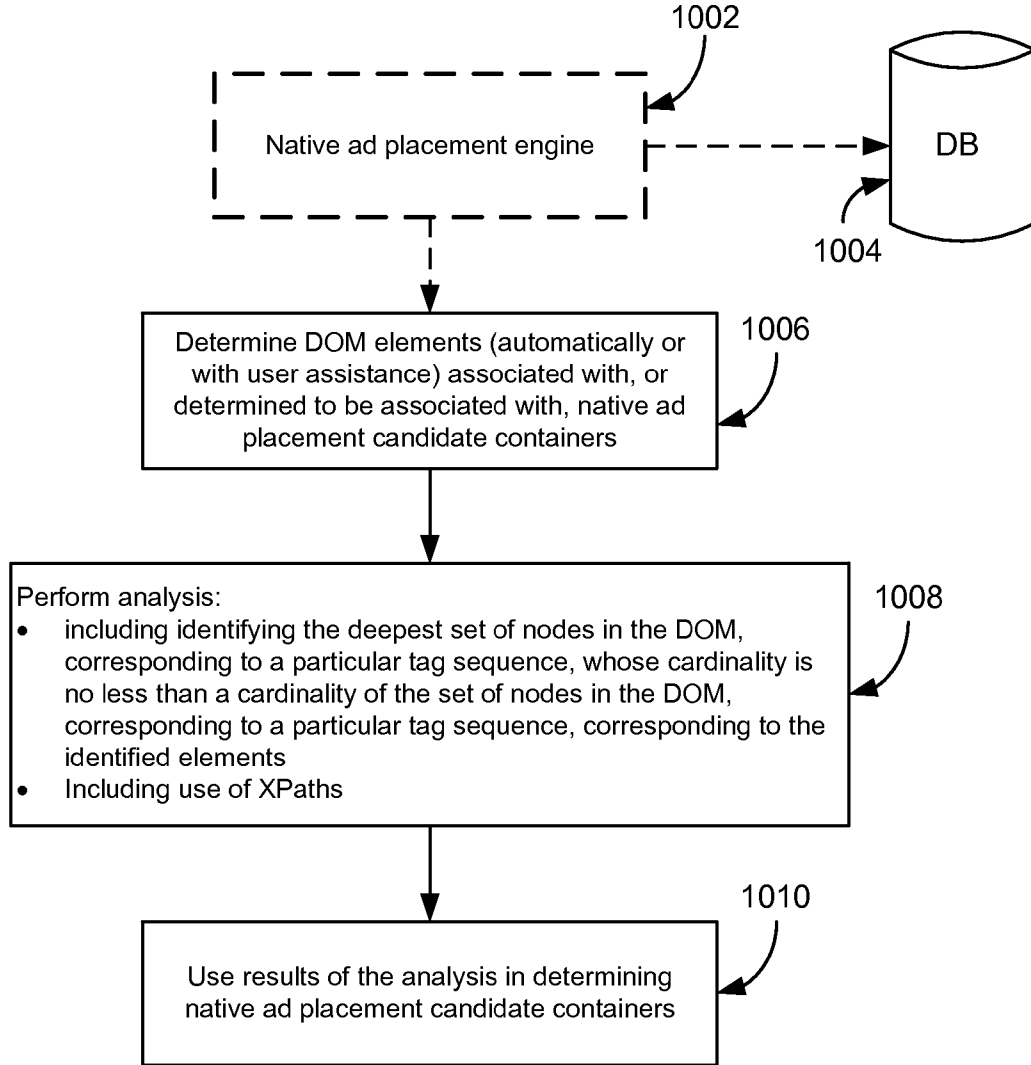 1002
Native ad placement engine
DB
1004
Determine DOM elements (automatically or
with user assistance) associated with, or
determined to be associated with, native ad
placement candidate containers
1006
Perform analysis:
• including identifying the deepest set of nodes in the DOM,
corresponding to a particular tag sequence, whose cardinality is
no less than a cardinality of the set of nodes in the DOM,
corresponding to a particular tag sequence, corresponding to the
identified elements
• Including use of XPaths
1008
1010
Use results of the analysis in determining
native ad placement candidate containers